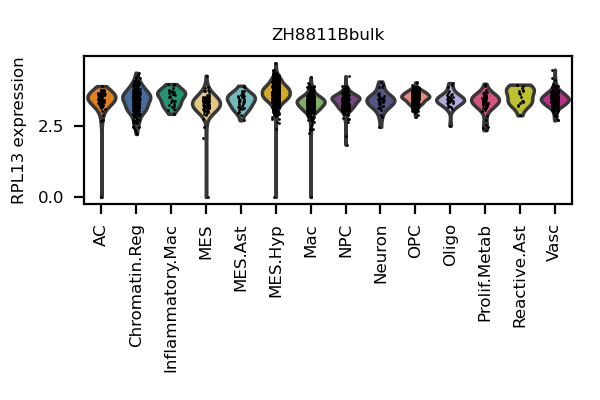 ZH8811Bbulk
RPL13 expression
2.5
0.0
AC
Chromatin.Reg
Inflammatory.Mac
MES
MES.Ast
MES.Hyp
Mac
NPC
Neuron
OPC
Oligo
Prolif.Metab
Reactive.Ast
Vasc